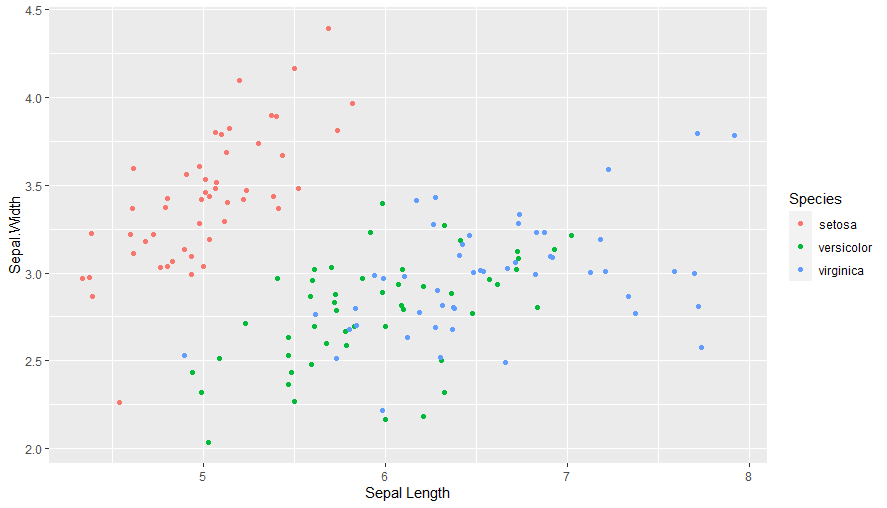 4.5
4.0
3.5
3.0
2.5
2.0
Sepal.Width
5 6 7 8
Sepal Length
Species
setosa
versicolor
virginica